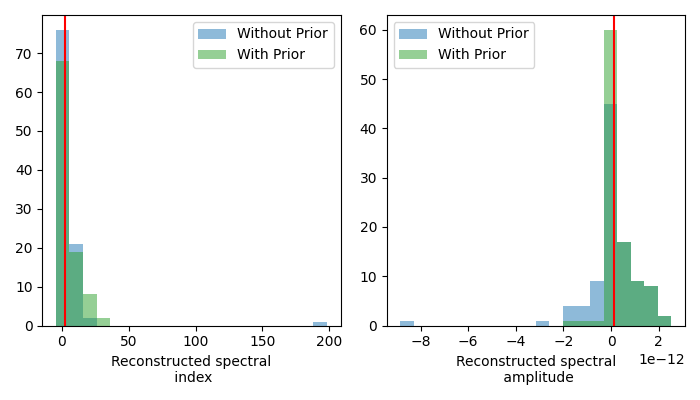 Without Prior
With Prior
70
60
50
40
30
20
10
0
0
50
100
150
200
Reconstructed spectral
index
Without Prior
With Prior
60
50
40
30
20
10
0
−8
−6
−4
−2
0
2
1e−12
Reconstructed spectral
amplitude